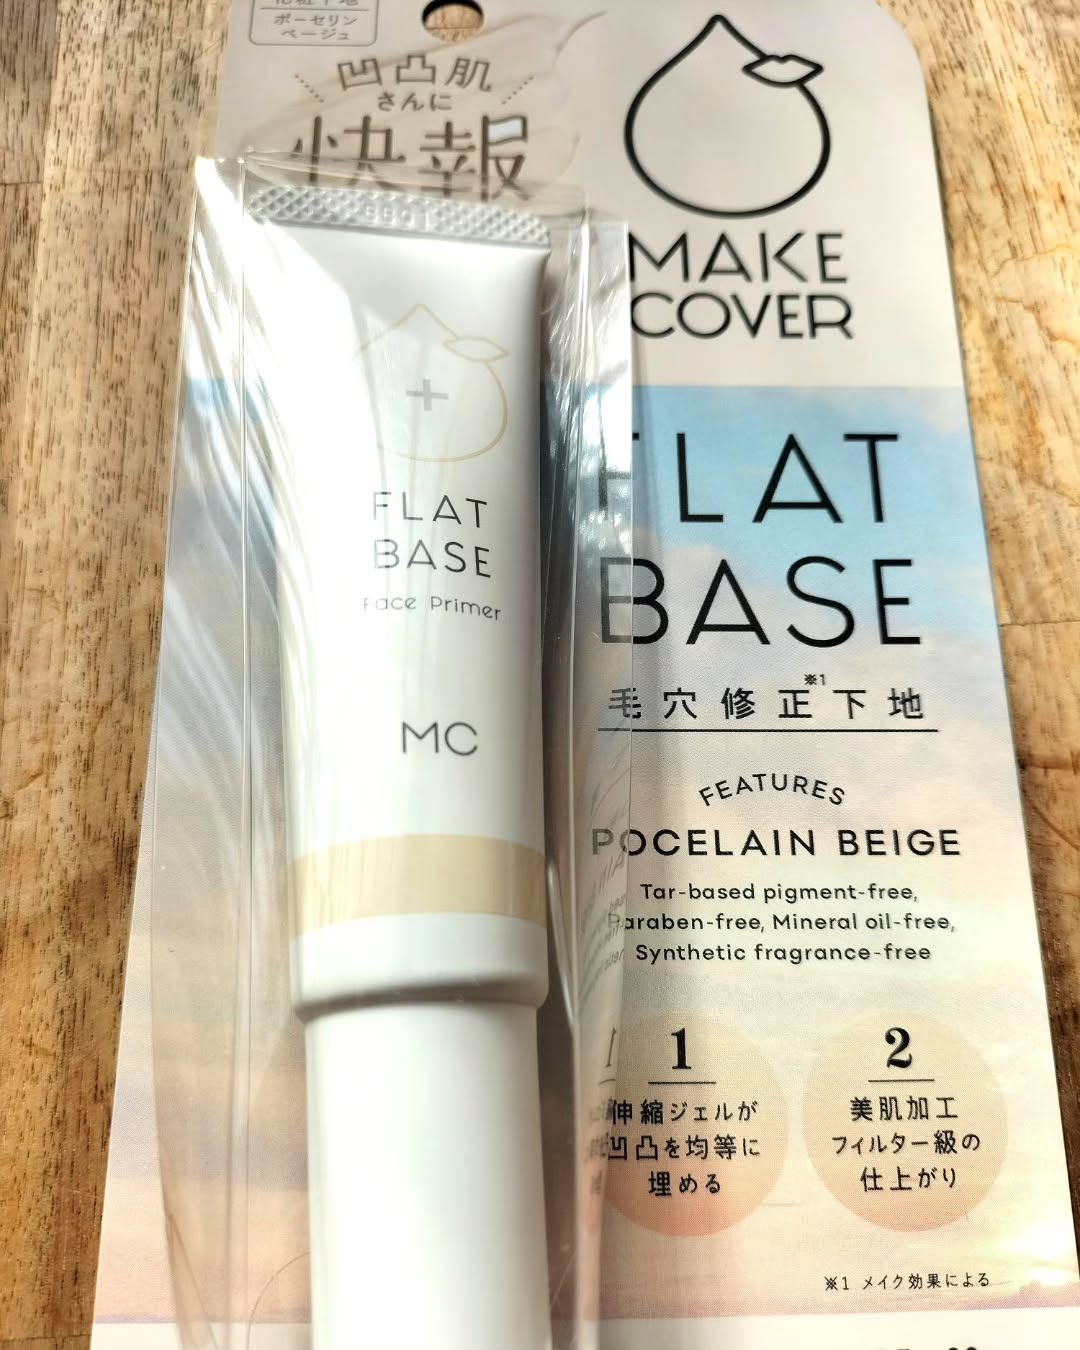 ポーセリン
ベージュ
凹凸肌
さんに
快報
MAKE
COVER
FLAT
BASE
Face Primer
MC
FLAT
BASE
毛穴修正下地
※1
FEATURES
POCELAIN BEIGE
Tar-based pigment-free,
Paraben-free, Mineral oil-free,
Synthetic fragrance-free
1
伸縮ジェルが
凹凸を均等に
埋める
2
美肌加工
フィルター級の
仕上がり
※1 メイク効果による